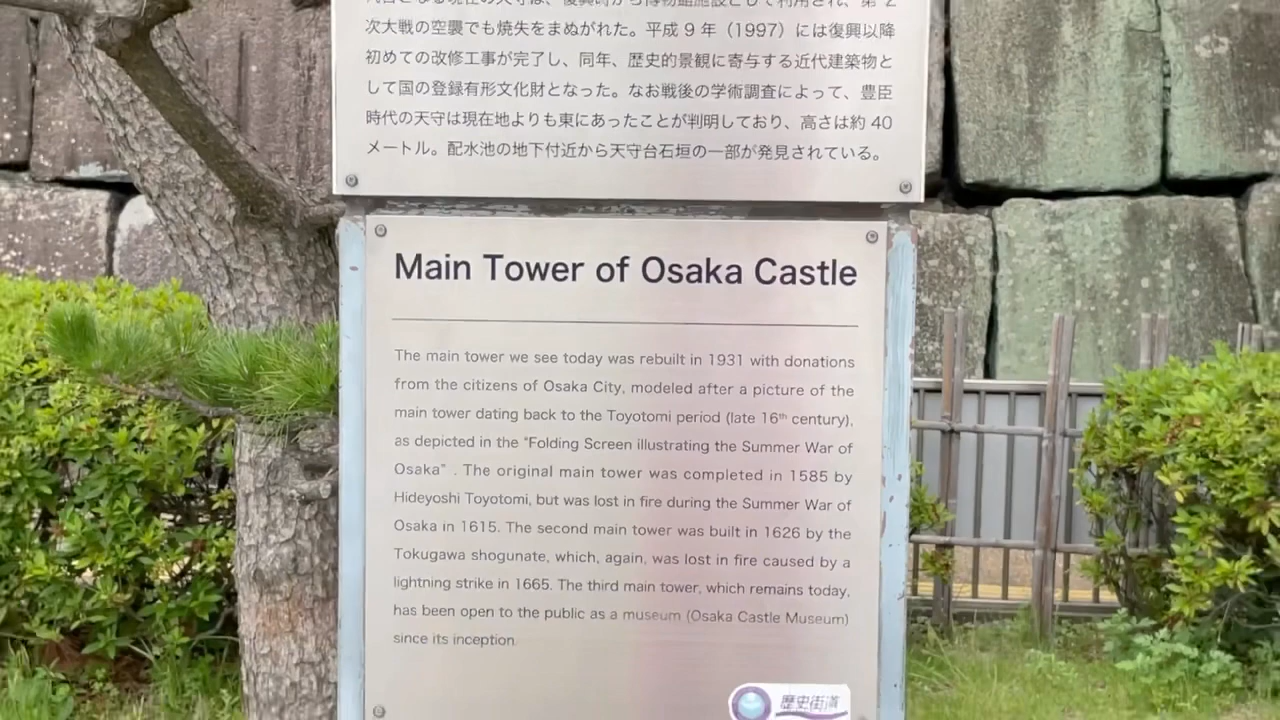 次大戦の空襲でも焼失をまぬがれた。平成 9 年（1997）には復興以降
初めての改修工事が完了し、同年、歴史的景観に寄与する近代建築物と
して国の登録有形文化財となった。なお戦後の学術調査によって、豊臣
時代の天守は現在地よりも東にあったことが判明しており、高さは約 40
メートル。配水池の地下付近から天守台石垣の一部が発見されている。
Main Tower of Osaka Castle
The main tower we see today was rebuilt in 1931 with donations
from the citizens of Osaka City, modeled after a picture of the
main tower dating back to the Toyotomi period (late 16th century),
as depicted in the "Folding Screen illustrating the Summer War of
Osaka" . The original main tower was completed in 1585 by
Hideyoshi Toyotomi, but was lost in fire during the Summer War of
Osaka in 1615. The second main tower was built in 1626 by the
Tokugawa shogunate, which, again, was lost in fire caused by a
lightning strike in 1665. The third main tower, which remains today,
has been open to the public as a museum (Osaka Castle Museum)
since its inception.
歴史街道